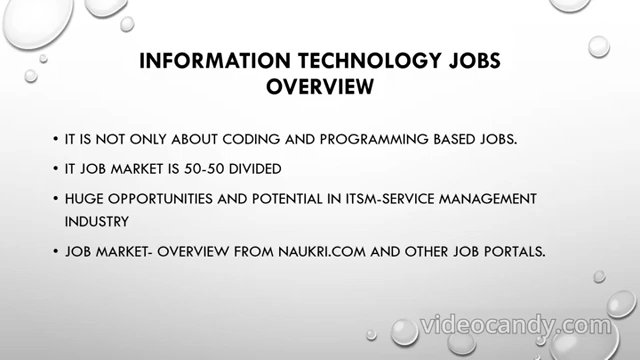 INFORMATION TECHNOLOGY JOBS
OVERVIEW
• IT IS NOT ONLY ABOUT CODING AND PROGRAMMING BASED JOBS.
• IT JOB MARKET IS 50-50 DIVIDED
• HUGE OPPORTUNITIES AND POTENTIAL IN ITSM-SERVICE MANAGEMENT
INDUSTRY
• JOB MARKET- OVERVIEW FROM NAUKRI.COM AND OTHER JOB PORTALS.
videocandy.com